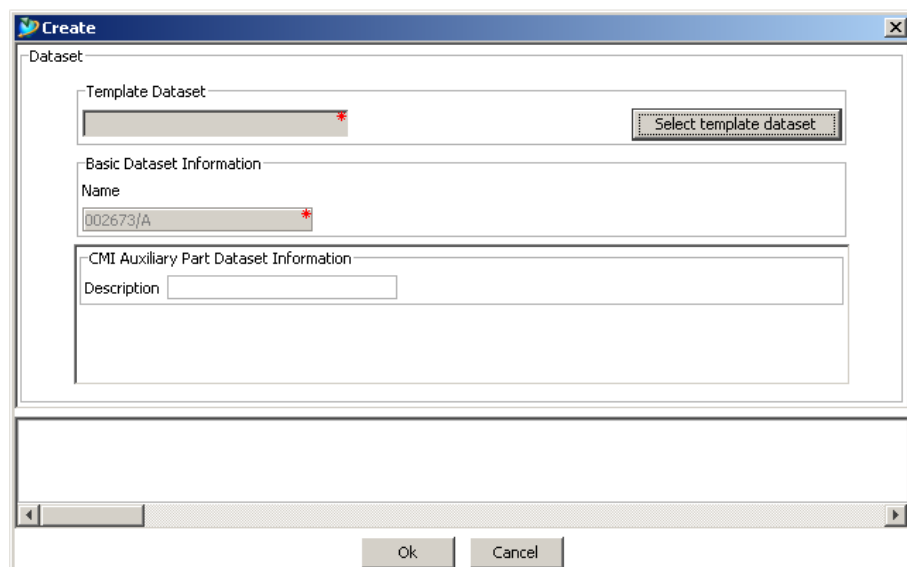 Create
Dataset
Template Dataset
*
Select template dataset
Basic Dataset Information
Name
002673/A *
CMI Auxiliary Part Dataset Information
Description
Ok Cancel